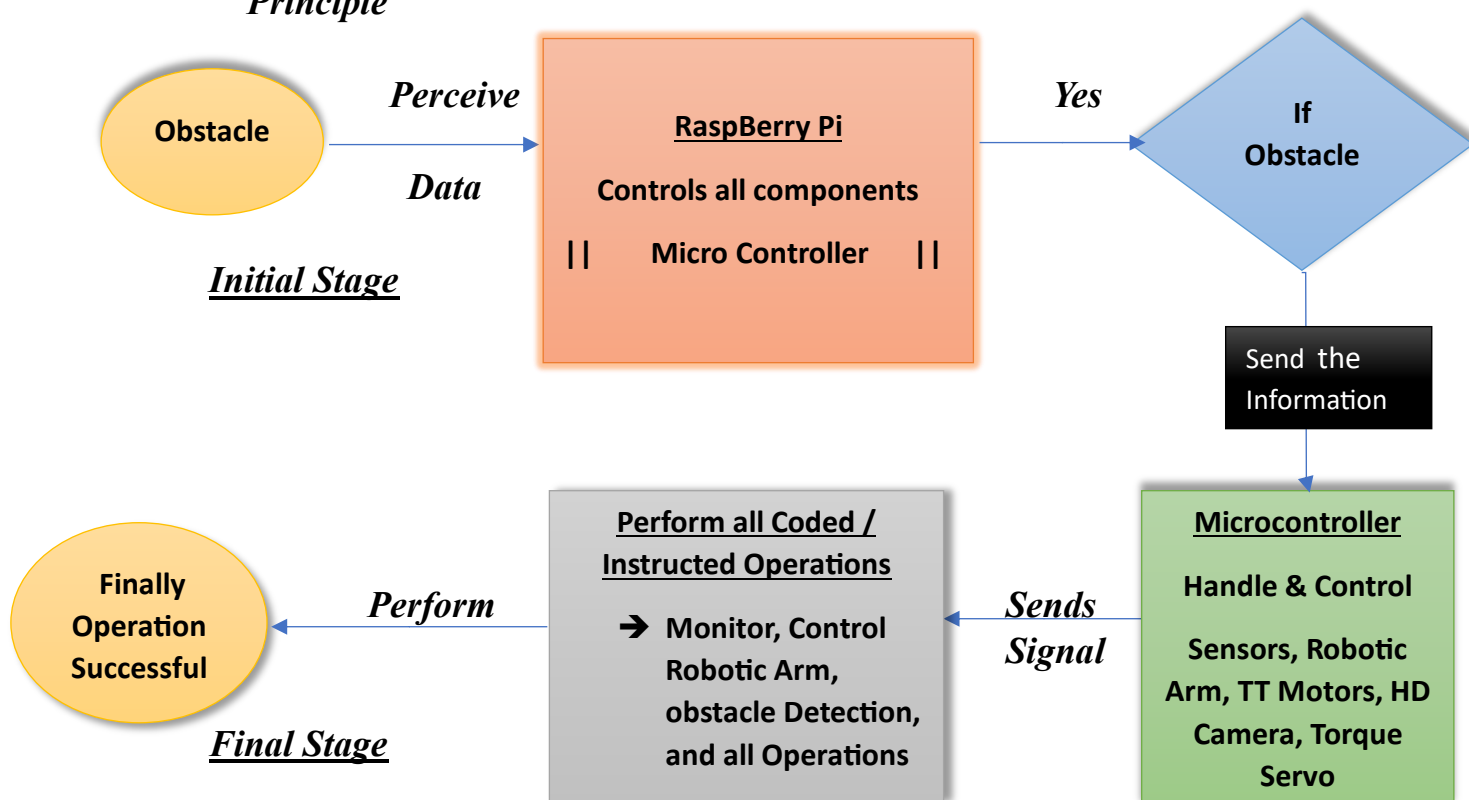 Principle
Obstacle
Perceive
Data
Initial Stage
RaspBerry Pi
Controls all components
|| Micro Controller ||
Yes
If
Obstacle
Send the
Information
Microcontroller
Handle & Control
Sensors, Robotic
Arm, TT Motors, HD
Camera, Torque
Servo
Sends
Signal
Perform all Coded /
Instructed Operations
➔ Monitor, Control
Robotic Arm,
obstacle Detection,
and all Operations
Perform
Finally
Operation
Successful
Final Stage